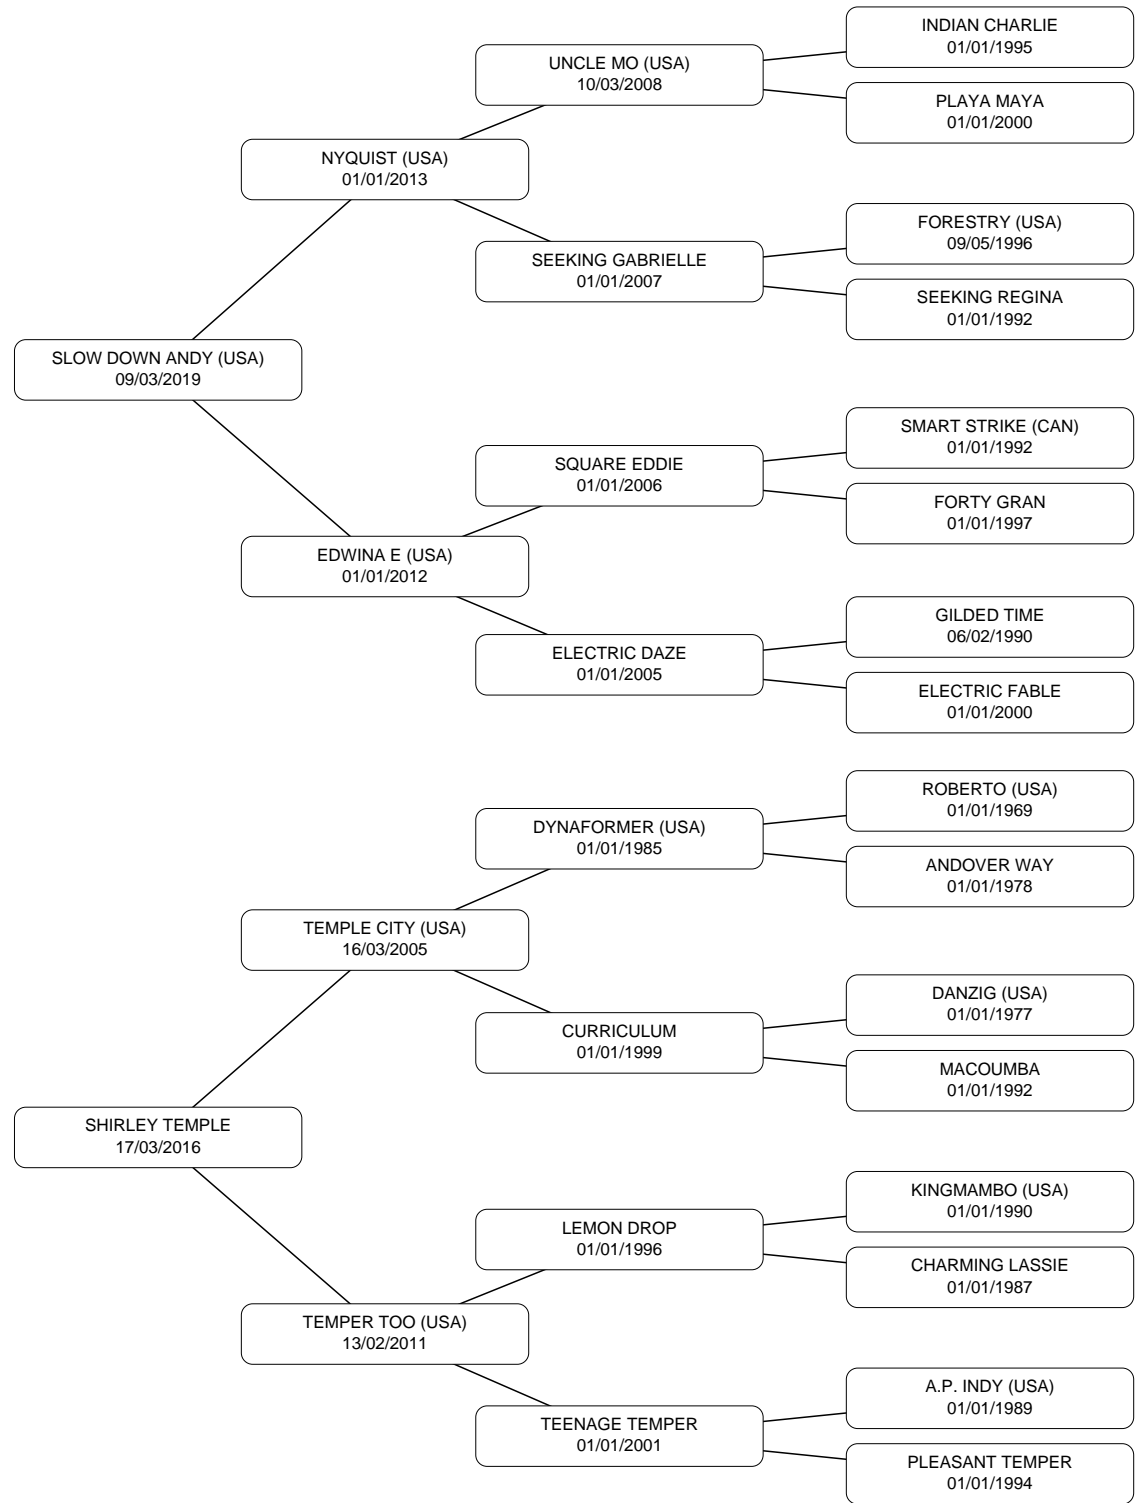 INDIAN CHARLIE
01/01/1995
UNCLE MO (USA)
10/03/2008
PLAYA MAYA
01/01/2000
NYQUIST (USA)
01/01/2013
FORESTRY (USA)
09/05/1996
SEEKING GABRIELLE
01/01/2007
SEEKING REGINA
01/01/1992
SLOW DOWN ANDY (USA)
09/03/2019
SMART STRIKE (CAN)
01/01/1992
SQUARE EDDIE
01/01/2006
FORTY GRAN
01/01/1997
EDWINA E (USA)
01/01/2012
GILDED TIME
06/02/1990
ELECTRIC DAZE
01/01/2005
ELECTRIC FABLE
01/01/2000
ROBERTO (USA)
01/01/1969
DYNAFORMER (USA)
01/01/1985
ANDOVER WAY
01/01/1978
TEMPLE CITY (USA)
16/03/2005
DANZIG (USA)
01/01/1977
CURRICULUM
01/01/1999
MACOUMBA
01/01/1992
SHIRLEY TEMPLE
17/03/2016
KINGMAMBO (USA)
01/01/1990
LEMON DROP
01/01/1996
CHARMING LASSIE
01/01/1987
TEMPER TOO (USA)
13/02/2011
A.P. INDY (USA)
01/01/1989
TEENAGE TEMPER
01/01/2001
PLEASANT TEMPER
01/01/1994